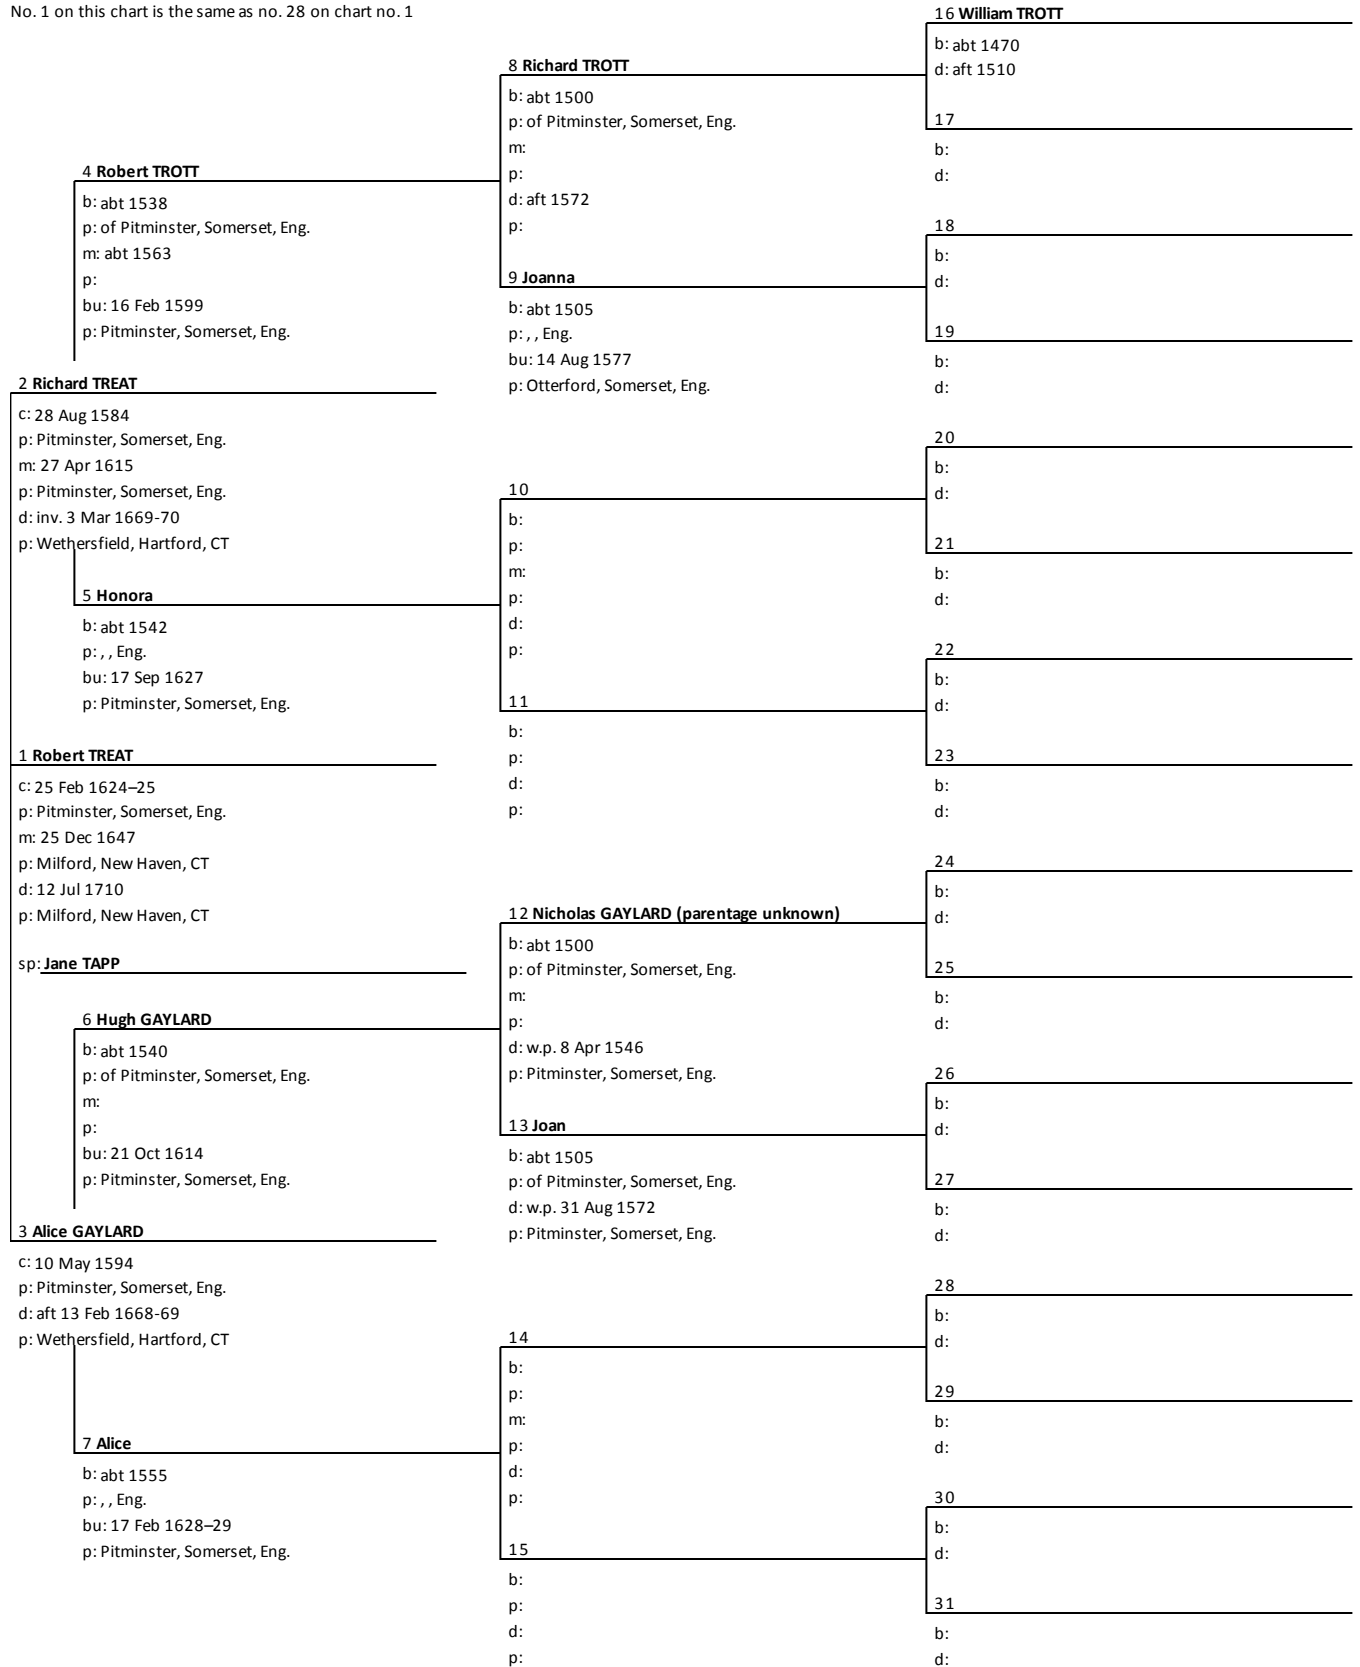 No. 1 on this chart is the same as no. 28 on chart no. 1
2 Richard TREAT
c: 28 Aug 1584
p: Pitminster, Somerset, Eng.
m: 27 Apr 1615
p: Pitminster, Somerset, Eng.
d: inv. 3 Mar 1669-70
p: Wethersfield, Hartford, CT
1 Robert TREAT
c: 25 Feb 1624–25
p: Pitminster, Somerset, Eng.
m: 25 Dec 1647
p: Milford, New Haven, CT
d: 12 Jul 1710
p: Milford, New Haven, CT
sp: Jane TAPP
3 Alice GAYLARD
c: 10 May 1594
p: Pitminster, Somerset, Eng.
d: aft 13 Feb 1668-69
p: Wethersfield, Hartford, CT
4 Robert TROTT
b: abt 1538
p: of Pitminster, Somerset, Eng.
m: abt 1563
p:
bu: 16 Feb 1599
p: Pitminster, Somerset, Eng.
5 Honora
b: abt 1542
p: , , Eng.
bu: 17 Sep 1627
p: Pitminster, Somerset, Eng.
6 Hugh GAYLARD
b: abt 1540
p: of Pitminster, Somerset, Eng.
m:
p:
bu: 21 Oct 1614
p: Pitminster, Somerset, Eng.
7 Alice
b: abt 1555
p: , , Eng.
bu: 17 Feb 1628–29
p: Pitminster, Somerset, Eng.
8 Richard TROTT
b: abt 1500
p: of Pitminster, Somerset, Eng.
m:
p:
d: aft 1572
p:
9 Joanna
b: abt 1505
p: , , Eng.
bu: 14 Aug 1577
p: Otterford, Somerset, Eng.
10
b:
p:
m:
p:
d:
p:
11
b:
p:
d:
p:
12 Nicholas GAYLARD (parentage unknown)
b: abt 1500
p: of Pitminster, Somerset, Eng.
m:
p:
d: w.p. 8 Apr 1546
p: Pitminster, Somerset, Eng.
13 Joan
b: abt 1505
p: of Pitminster, Somerset, Eng.
d: w.p. 31 Aug 1572
p: Pitminster, Somerset, Eng.
14
b:
p:
m:
p:
d:
p:
15
b:
p:
d:
p:
16 William TROTT
b: abt 1470
d: aft 1510
17
b:
d:
18
b:
d:
19
b:
d:
20
b:
d:
21
b:
d:
22
b:
d:
23
b:
d:
24
b:
d:
25
b:
d:
26
b:
d:
27
b:
d:
28
b:
d:
29
b:
d:
30
b:
d:
31
b:
d: